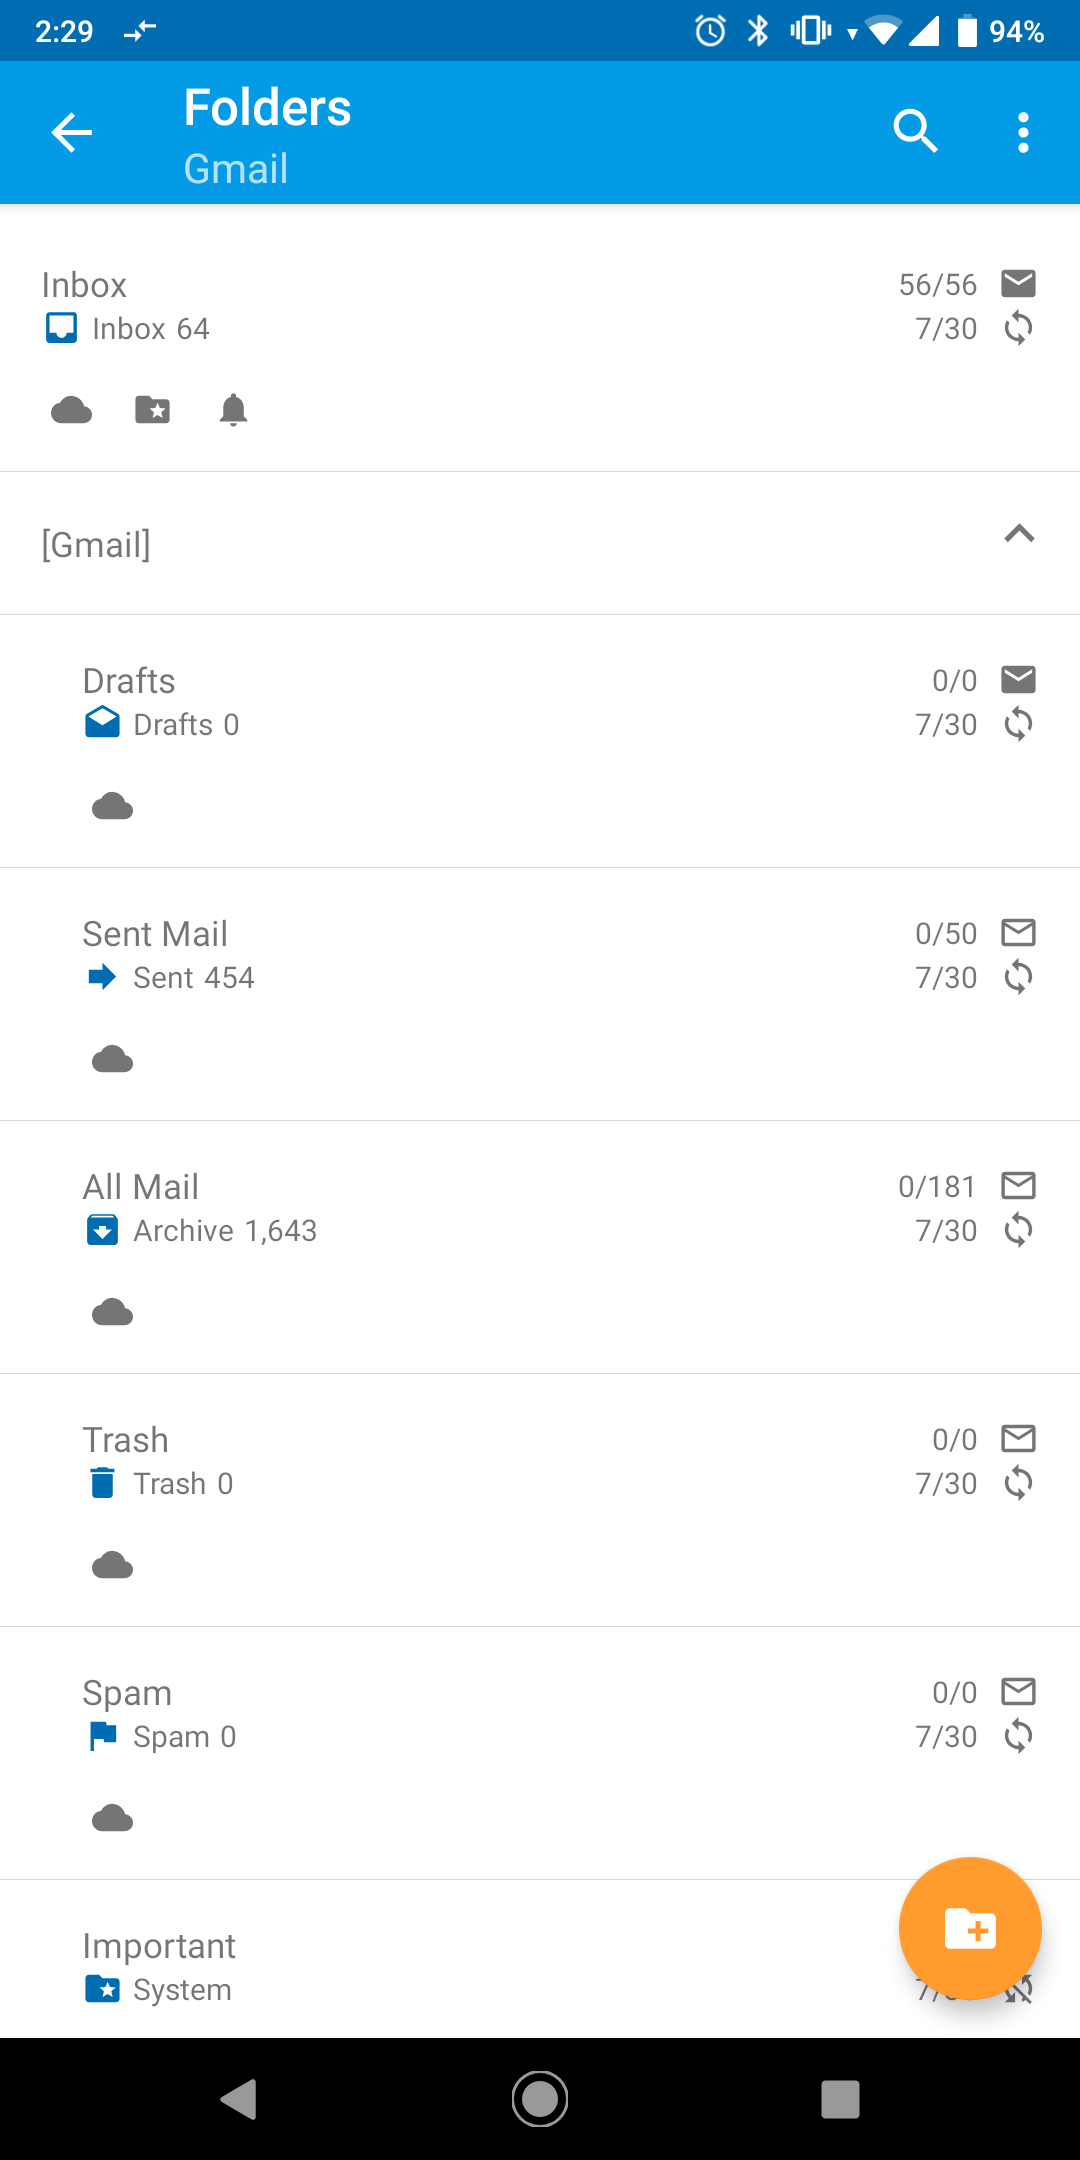 2:29 94%
Folders
Gmail
Inbox 56/56
Inbox 64 7/30
[Gmail]
Drafts 0/0
Drafts 0 7/30
Sent Mail 0/50
Sent 454 7/30
All Mail 0/181
Archive 1,643 7/30
Trash 0/0
Trash 0 7/30
Spam 0/0
Spam 0 7/30
Important
System